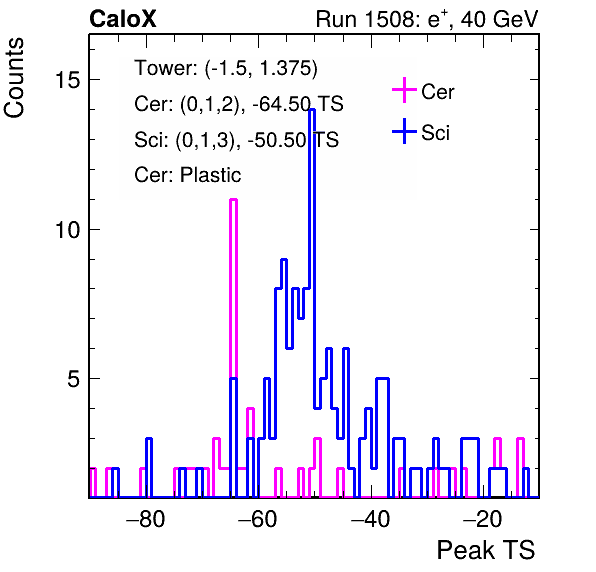 CaloX Run 1508: e⁺, 40 GeV
Counts
Tower: (-1.5, 1.375)
Cer: (0,1,2), -64.50 TS
Sci: (0,1,3), -50.50 TS
Cer: Plastic
Cer
Sci
15
10
5
−80 −60 −40 −20
Peak TS